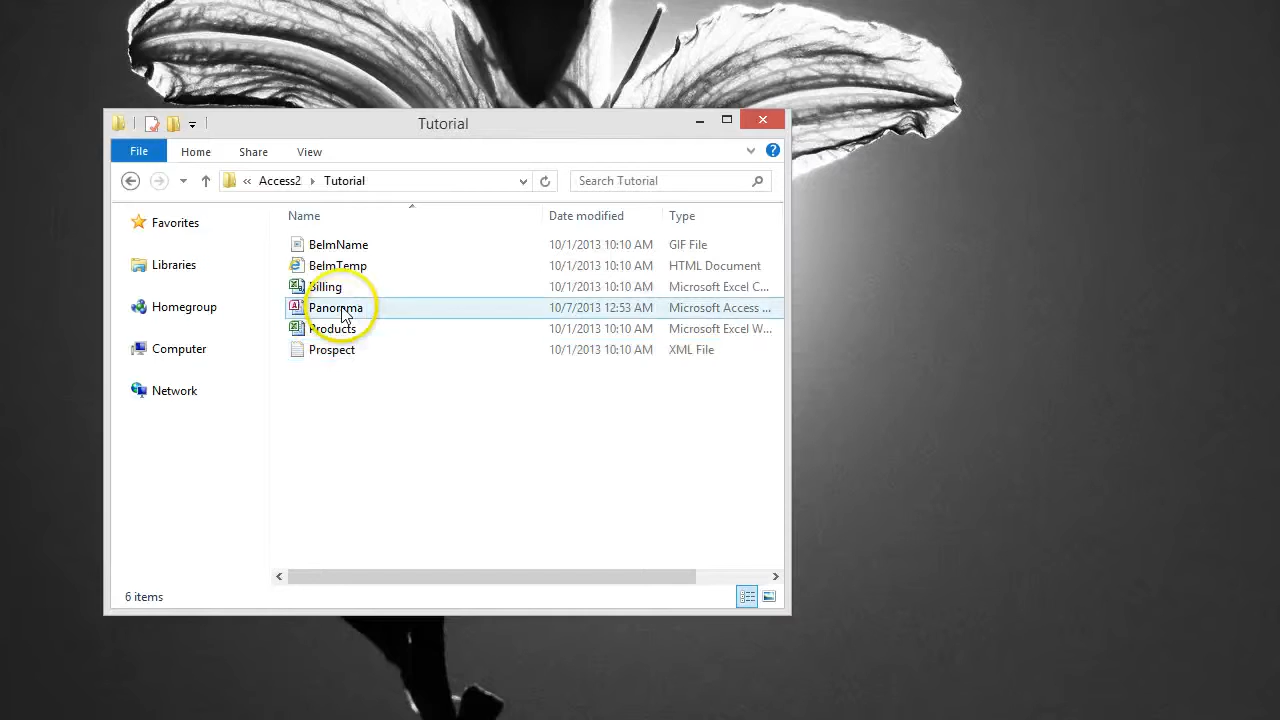 Tutorial
File Home Share View
« Access2 Tutorial
Search Tutorial
Name Date modified Type
Favorites
Libraries
Homegroup
Computer
Network
BelmName 10/1/2013 10:10 AM GIF File
BelmTemp 10/1/2013 10:10 AM HTML Document
Billing 10/1/2013 10:10 AM Microsoft Excel C...
Panorama 10/7/2013 12:53 AM Microsoft Access ...
Products 10/1/2013 10:10 AM Microsoft Excel W...
Prospect 10/1/2013 10:10 AM XML File
6 items